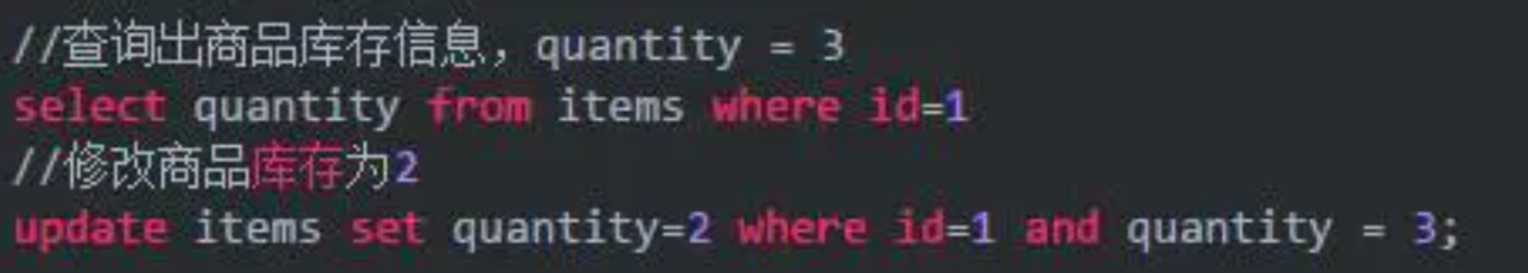 //查询出商品库存信息，quantity = 3
select quantity from items where id=1
//修改商品库存为2
update items set quantity=2 where id=1 and quantity = 3;